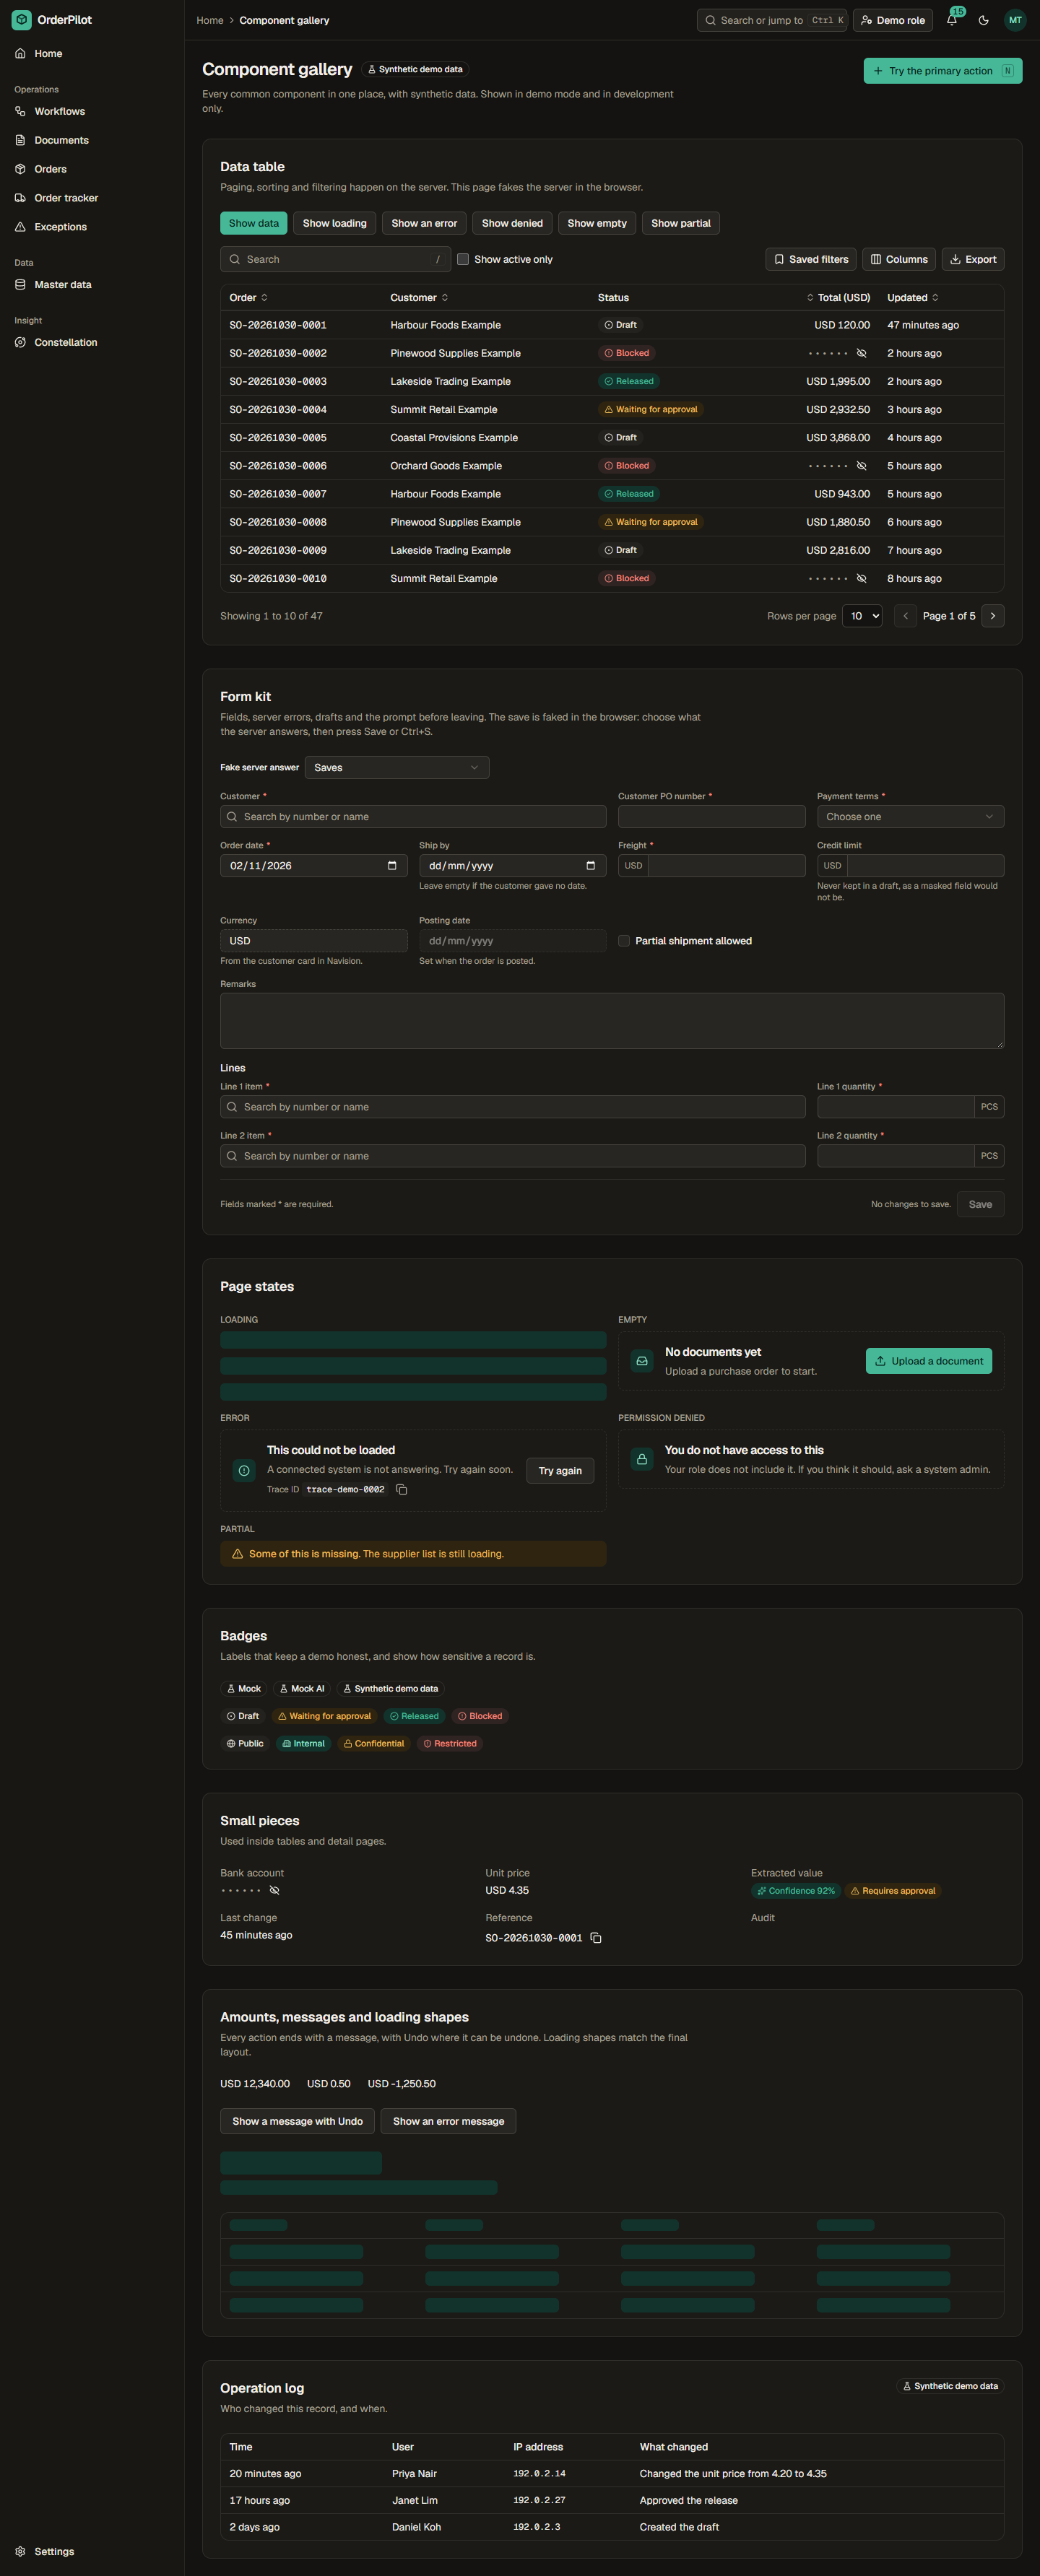 OrderPilot
Home
Operations
Workflows
Documents
Orders
Order tracker
Exceptions
Data
Master data
Insight
Constellation
Settings
Home > Component gallery
Search or jump to Ctrl K
Demo role
15
MT
Component gallery Synthetic demo data
Try the primary action N
Every common component in one place, with synthetic data. Shown in demo mode and in development
only.
Data table
Paging, sorting and filtering happen on the server. This page fakes the server in the browser.
Show data Show loading Show an error Show denied Show empty Show partial
Search / Show active only Saved filters Columns Export
Order Customer Status Total (USD) Updated
SO-20261030-0001 Harbour Foods Example Draft USD 120.00 47 minutes ago
SO-20261030-0002 Pinewood Supplies Example Blocked •••••• 2 hours ago
SO-20261030-0003 Lakeside Trading Example Released USD 1,995.00 2 hours ago
SO-20261030-0004 Summit Retail Example Waiting for approval USD 2,932.50 3 hours ago
SO-20261030-0005 Coastal Provisions Example Draft USD 3,868.00 4 hours ago
SO-20261030-0006 Orchard Goods Example Blocked •••••• 5 hours ago
SO-20261030-0007 Harbour Foods Example Released USD 943.00 5 hours ago
SO-20261030-0008 Pinewood Supplies Example Waiting for approval USD 1,880.50 6 hours ago
SO-20261030-0009 Lakeside Trading Example Draft USD 2,816.00 7 hours ago
SO-20261030-0010 Summit Retail Example Blocked •••••• 8 hours ago
Showing 1 to 10 of 47 Rows per page 10 Page 1 of 5
Form kit
Fields, server errors, drafts and the prompt before leaving. The save is faked in the browser: choose what
the server answers, then press Save or Ctrl+S.
Fake server answer Saves
Customer * Customer PO number * Payment terms *
Search by number or name Choose one
Order date * Ship by Freight * Credit limit
02/11/2026 dd/mm/yyyy USD USD
Leave empty if the customer gave no date. Never kept in a draft, as a masked field would
not be.
Currency Posting date
USD dd/mm/yyyy Partial shipment allowed
From the customer card in Navision. Set when the order is posted.
Remarks
Lines
Line 1 item * Line 1 quantity *
Search by number or name PCS
Line 2 item * Line 2 quantity *
Search by number or name PCS
Fields marked * are required. No changes to save. Save
Page states
LOADING EMPTY
No documents yet
Upload a purchase order to start.
Upload a document
ERROR PERMISSION DENIED
This could not be loaded
A connected system is not answering. Try again soon.
Trace ID trace-demo-0002
Try again
You do not have access to this
Your role does not include it. If you think it should, ask a system admin.
PARTIAL
Some of this is missing. The supplier list is still loading.
Badges
Labels that keep a demo honest, and show how sensitive a record is.
Mock Mock AI Synthetic demo data
Draft Waiting for approval Released Blocked
Public Internal Confidential Restricted
Small pieces
Used inside tables and detail pages.
Bank account Unit price Extracted value
•••••• USD 4.35 Confidence 92% Requires approval
Last change Reference Audit
45 minutes ago SO-20261030-0001
Amounts, messages and loading shapes
Every action ends with a message, with Undo where it can be undone. Loading shapes match the final
layout.
USD 12,340.00 USD 0.50 USD -1,250.50
Show a message with Undo Show an error message
Operation log Synthetic demo data
Who changed this record, and when.
Time User IP address What changed
20 minutes ago Priya Nair 192.0.2.14 Changed the unit price from 4.20 to 4.35
17 hours ago Janet Lim 192.0.2.27 Approved the release
2 days ago Daniel Koh 192.0.2.3 Created the draft